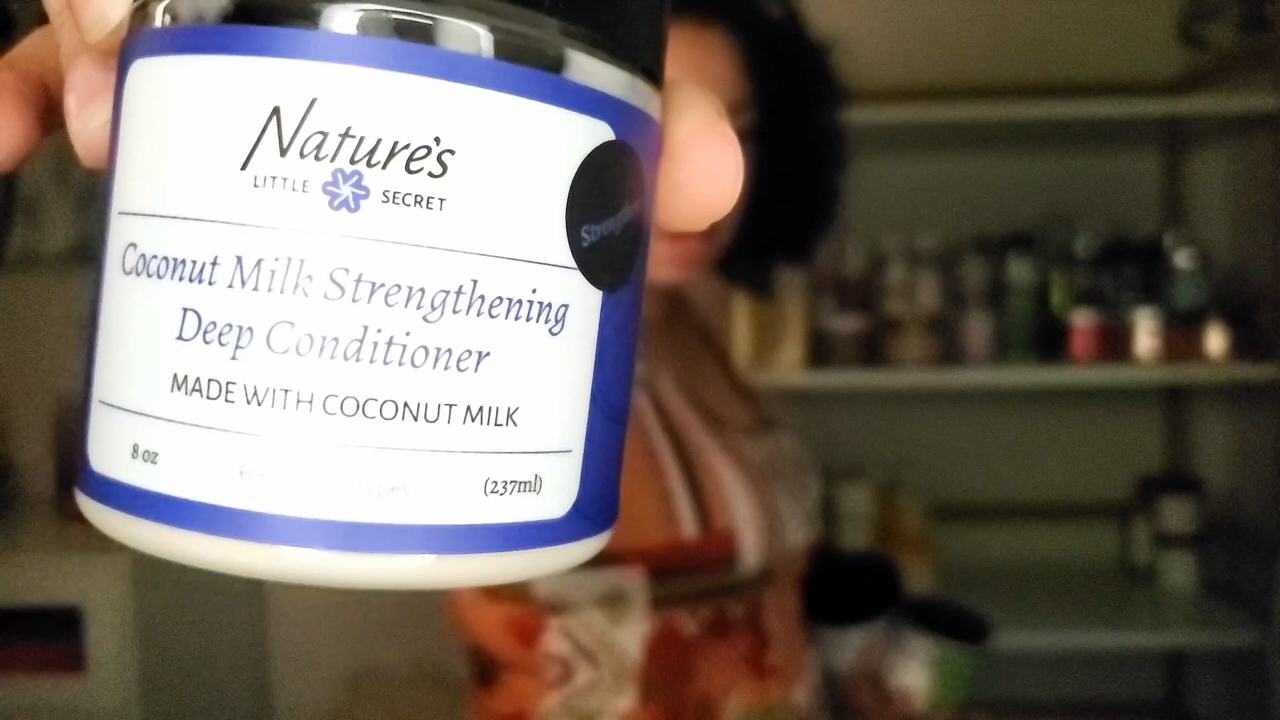 Nature's
LITTLE SECRET
Coconut Milk Strengthening
Deep Conditioner
MADE WITH COCONUT MILK
8 oz (237ml)